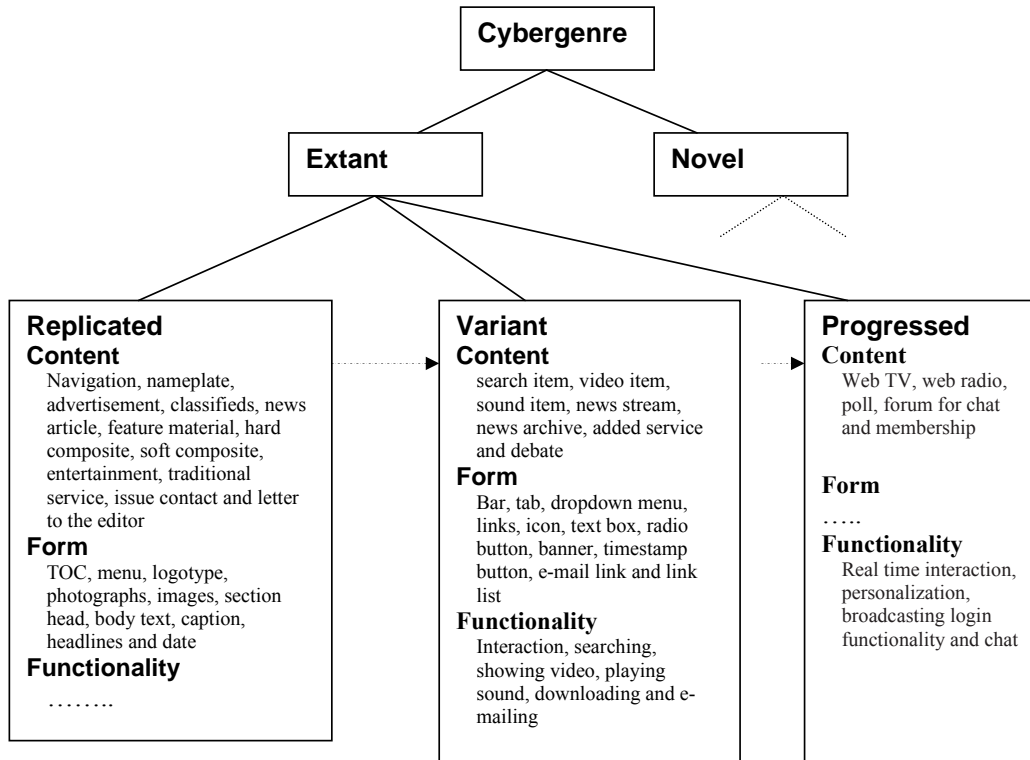 Cybergenre
Extant
Novel
Replicated
Content
Navigation, nameplate,
advertisement, classifieds, news
article, feature material, hard
composite, soft composite,
entertainment, traditional
service, issue contact and letter
to the editor
Form
TOC, menu, logotype,
photographs, images, section
head, body text, caption,
headlines and date
Functionality
……..
Variant
Content
search item, video item,
sound item, news stream,
news archive, added service
and debate
Form
Bar, tab, dropdown menu,
links, icon, text box, radio
button, banner, timestamp
button, e-mail link and link
list
Functionality
Interaction, searching,
showing video, playing
sound, downloading and e-
mailing
Progressed
Content
Web TV, web radio,
poll, forum for chat
and membership
Form
…..
Functionality
Real time interaction,
personalization,
broadcasting login
functionality and chat